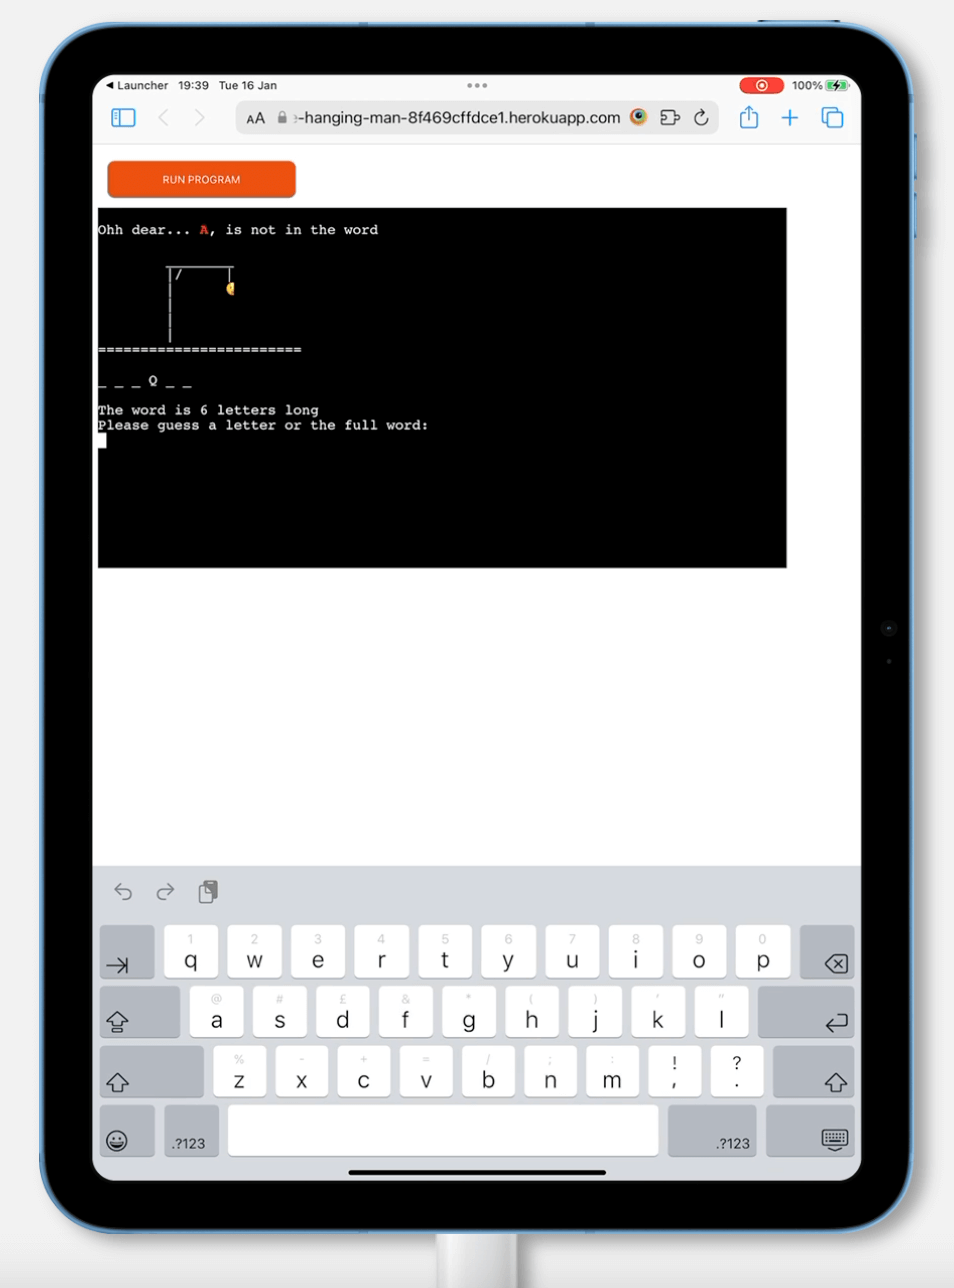 Launcher 19:39 Tue 16 Jan
100%
AA -hanging-man-8f469cffdce1.herokuapp.com
RUN PROGRAM
Ohh dear... A, is not in the word
========================
_ _ _ Q _ _
The word is 6 letters long
Please guess a letter or the full word:
1 2 3 4 5 6 7 8 9 0
q w e r t y u i o p
@ # £ & * ( ) ' "
a s d f g h j k l
% - + = / ; : ! ?
z x c v b n m , .
.?123 .?123